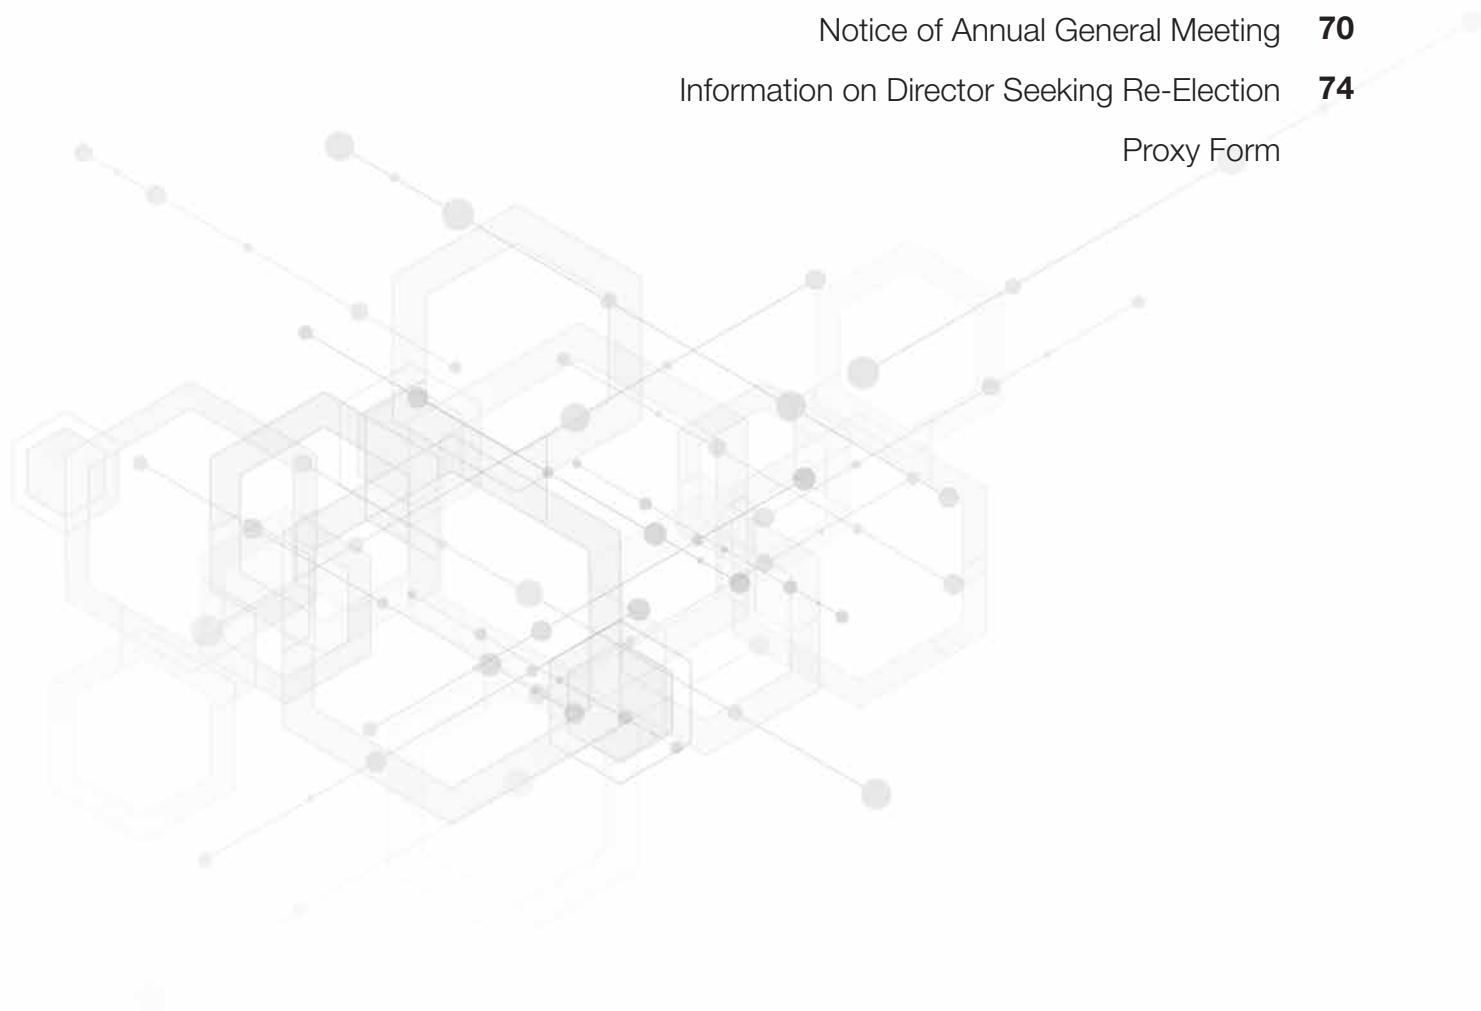 Notice of Annual General Meeting 70
Information on Director Seeking Re-Election 74
Proxy Form